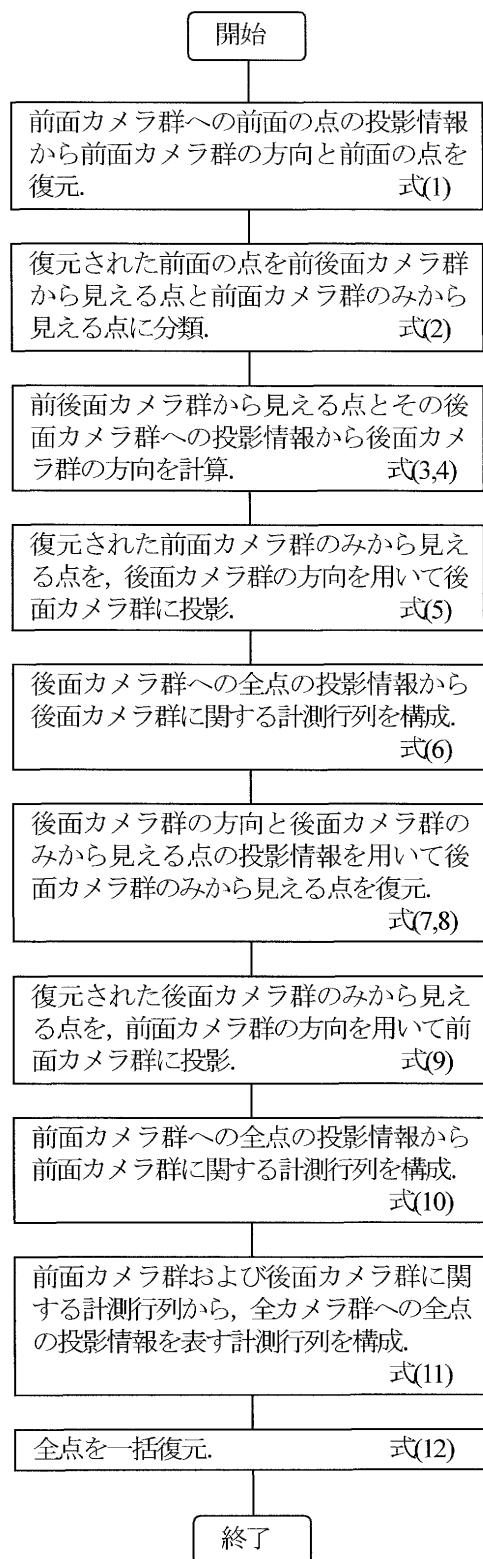 開始
前面カメラ群への前面の点の投影情報
から前面カメラ群の方向と前面の点を
復元. 式(1)
復元された前面の点を前後面カメラ群
から見える点と前面カメラ群のみから
見える点に分類. 式(2)
前後面カメラ群から見える点とその後
面カメラ群への投影情報から後面カメ
ラ群の方向を計算. 式(3,4)
復元された前面カメラ群のみから見え
る点を, 後面カメラ群の方向を用いて後
面カメラ群に投影. 式(5)
後面カメラ群への全点の投影情報から
後面カメラ群に関する計測行列を構成.
式(6)
後面カメラ群の方向と後面カメラ群の
みから見える点の投影情報を用いて後
面カメラ群のみから見える点を復元.
式(7,8)
復元された後面カメラ群のみから見え
る点を, 前面カメラ群の方向を用いて前
面カメラ群に投影. 式(9)
前面カメラ群への全点の投影情報から
前面カメラ群に関する計測行列を構成.
式(10)
前面カメラ群および後面カメラ群に関
する計測行列から, 全カメラ群への全点
の投影情報を表す計測行列を構成.
式(11)
全点を一括復元. 式(12)
終了